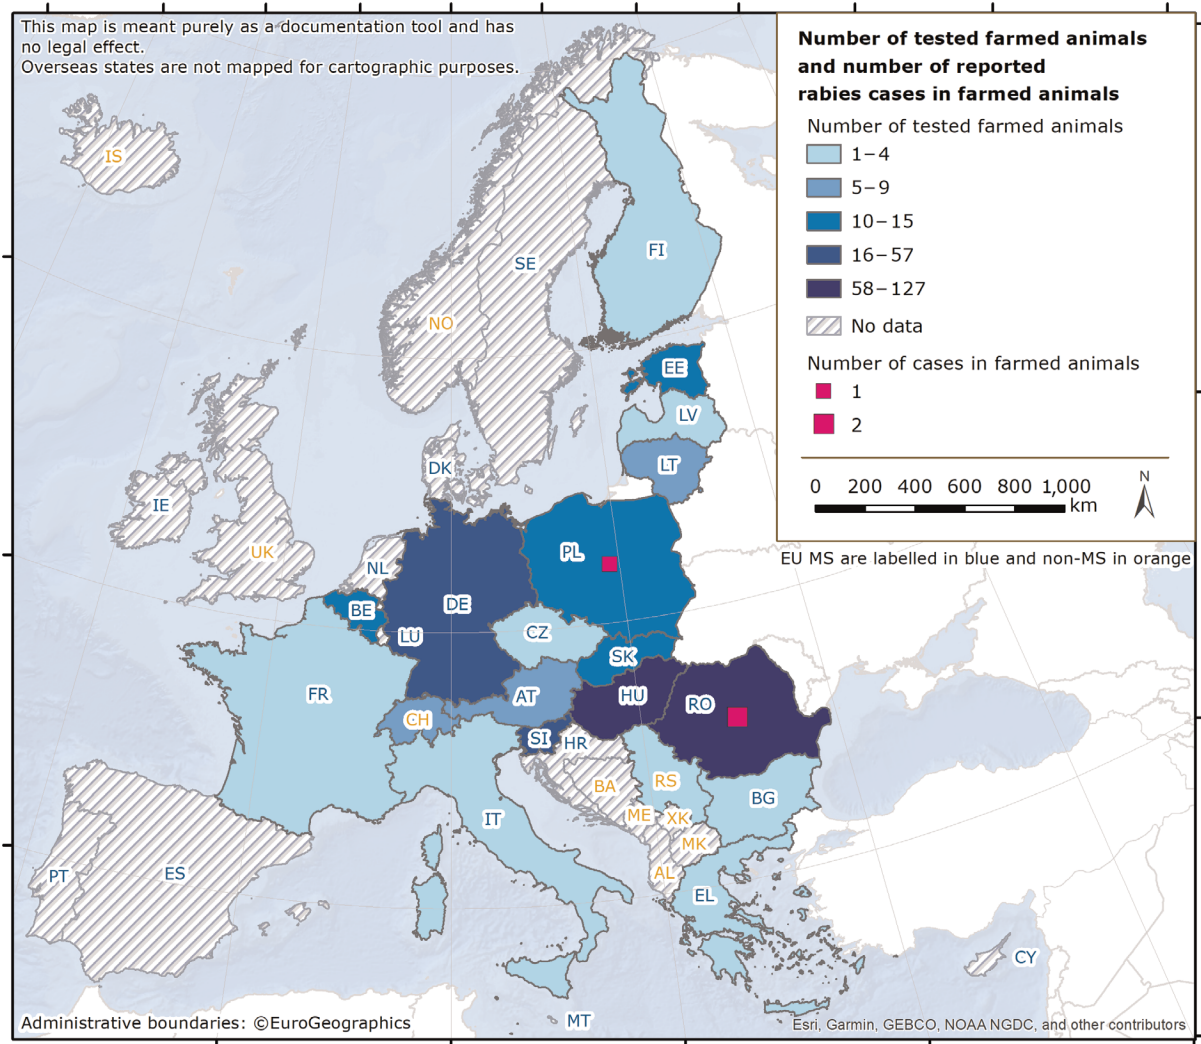 This map is meant purely as a documentation tool and has
no legal effect.
Overseas states are not mapped for cartographic purposes.
Number of tested farmed animals
and number of reported
rabies cases in farmed animals
Number of tested farmed animals
1–4
5–9
10–15
16–57
58–127
No data
Number of cases in farmed animals
1
2
0 200 400 600 800 1,000
km
N
EU MS are labelled in blue and non-MS in orange
IS
FI
SE
NO
EE
LV
LT
DK
IE
UK
NL
PL
BE
DE
LU
CZ
SK
FR
AT
HU
RO
CH
SI
HR
BA
RS
BG
ME
XK
IT
MK
AL
PT
ES
EL
CY
MT
Administrative boundaries: ©EuroGeographics
Esri, Garmin, GEBCO, NOAA NGDC, and other contributors